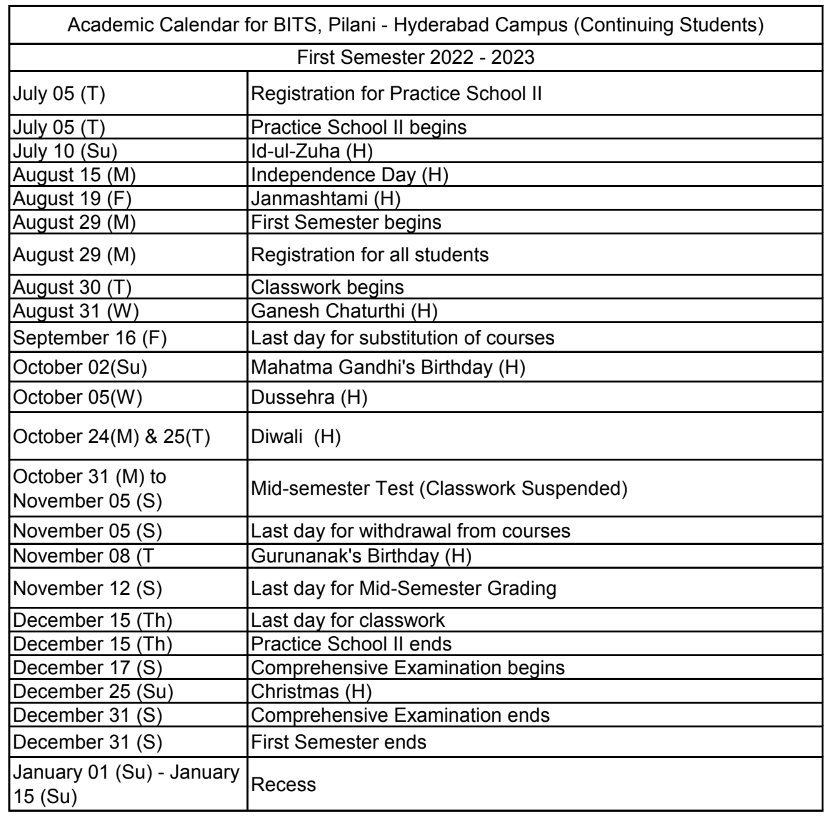 Academic Calendar for BITS, Pilani - Hyderabad Campus (Continuing Students)
First Semester 2022 - 2023
July 05 (T) Registration for Practice School II
July 05 (T) Practice School II begins
July 10 (Su) Id-ul-Zuha (H)
August 15 (M) Independence Day (H)
August 19 (F) Janmashtami (H)
August 29 (M) First Semester begins
August 29 (M) Registration for all students
August 30 (T) Classwork begins
August 31 (W) Ganesh Chaturthi (H)
September 16 (F) Last day for substitution of courses
October 02(Su) Mahatma Gandhi's Birthday (H)
October 05(W) Dussehra (H)
October 24(M) & 25(T) Diwali  (H)
October 31 (M) to
November 05 (S) Mid-semester Test (Classwork Suspended)
November 05 (S) Last day for withdrawal from courses
November 08 (T Gurunanak's Birthday (H)
November 12 (S) Last day for Mid-Semester Grading
December 15 (Th) Last day for classwork
December 15 (Th) Practice School II ends
December 17 (S) Comprehensive Examination begins
December 25 (Su) Christmas (H)
December 31 (S) Comprehensive Examination ends
December 31 (S) First Semester ends
January 01 (Su) - January
15 (Su) Recess